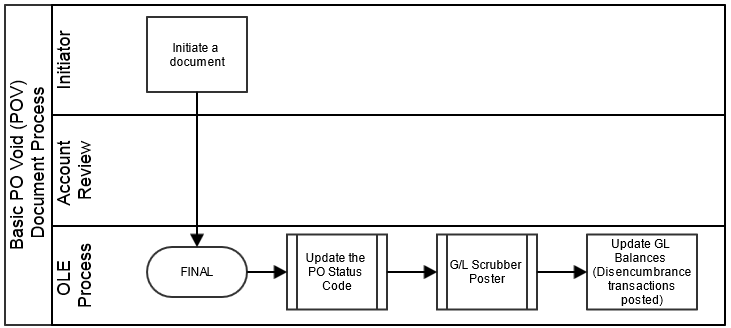 Basic PO Void (POV)
Document Process
Initiator
Initiate a
document
Account
Review
OLE
Process
FINAL
Update the
PO Status
Code
G/L Scrubber
Poster
Update GL
Balances
(Disencumbrance
transactions
posted)